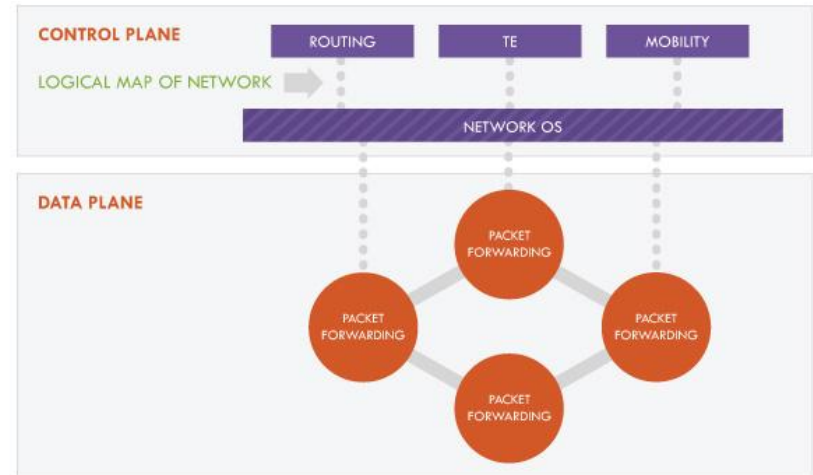 CONTROL PLANE
ROUTING
TE
MOBILITY
LOGICAL MAP OF NETWORK
NETWORK OS
DATA PLANE
PACKET
FORWARDING
PACKET
FORWARDING
PACKET
FORWARDING
PACKET
FORWARDING